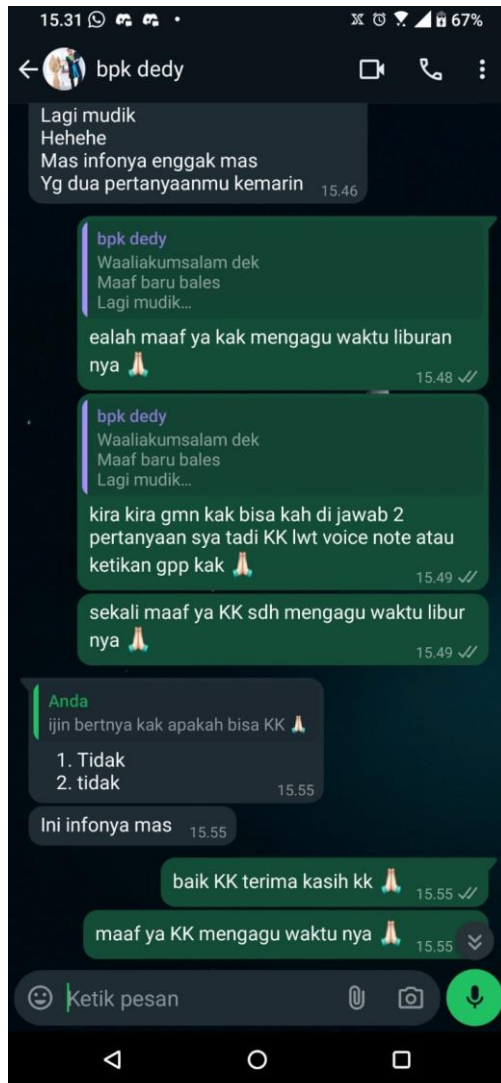 15.31
67%
bpk dedy
Lagi mudik
Hehehe
Mas infonya enggak mas
Yg dua pertanyaanmu kemarin 15.46
bpk dedy
Waaliakumsalam dek
Maaf baru bales
Lagi mudik...
ealah maaf ya kak mengagu waktu liburan
nya 🙏🏻
15.48
bpk dedy
Waaliakumsalam dek
Maaf baru bales
Lagi mudik...
kira kira gmn kak bisa kah di jawab 2
pertanyaan sya tadi KK lwt voice note atau
ketikan gpp kak 🙏🏻
15.49
sekali maaf ya KK sdh mengagu waktu libur
nya 🙏🏻
15.49
Anda
ijin bertnya kak apakah bisa KK 🙏🏻
1. Tidak
2. tidak
15.55
Ini infonya mas 15.55
baik KK terima kasih kk 🙏🏻 15.55
maaf ya KK mengagu waktu nya 🙏🏻 15.55
Ketik pesan